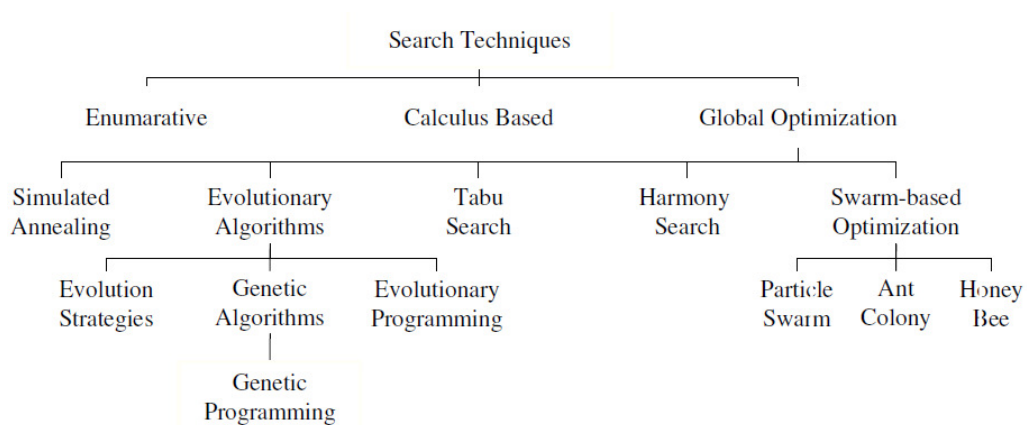 Search Techniques
Enumarative Calculus Based Global Optimization
Simulated Evolutionary Tabu Harmony Swarm-based
Annealing Algorithms Search Search Optimization
Evolution Genetic Evolutionary Particle Ant Honey
Strategies Algorithms Programming Swarm Colony Bee
Genetic
Programming